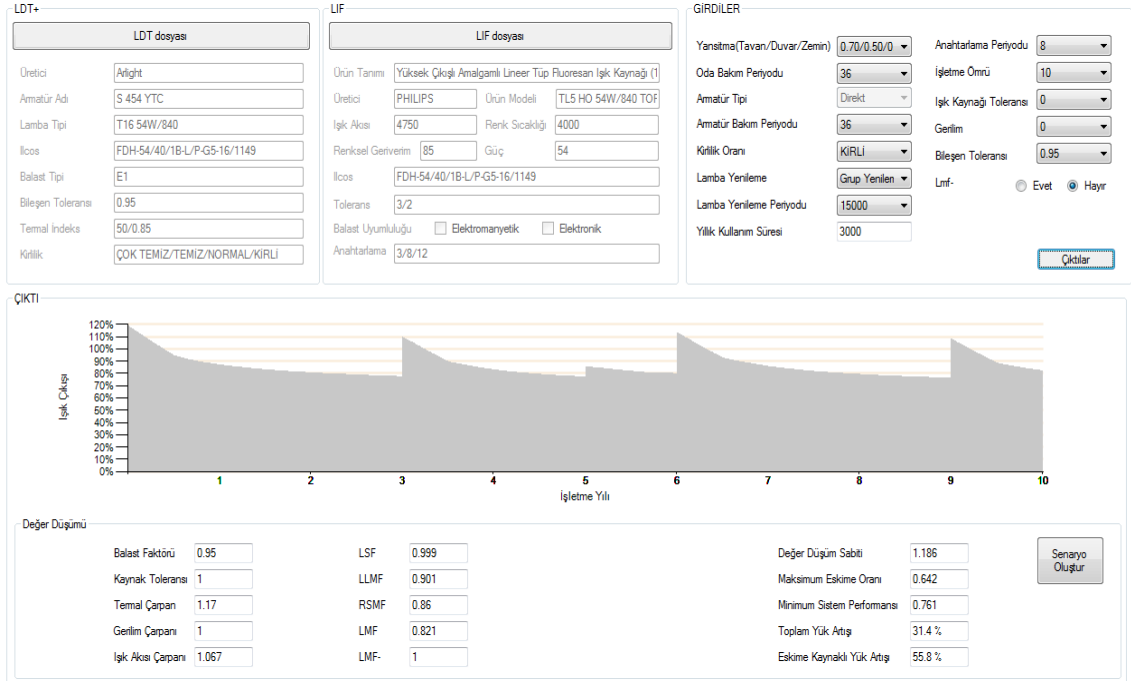 LDT+
LDT dosyası
Üretici Arlight
Armatür Adı S 454 YTC
Lamba Tipi T16 54W/840
Ilcos FDH-54/40/1B-L/P-G5-16/1149
Balast Tipi E1
Bileşen Toleransı 0.95
Termal İndeks 50/0.85
Kirlilik ÇOK TEMİZ/TEMİZ/NORMAL/KİRLİ
LIF
LIF dosyası
Ürün Tanımı Yüksek Çıkışlı Amalgamlı Lineer Tüp Fluoresan Işık Kaynağı (1
Üretici PHILIPS Ürün Modeli TL5 HO 54W/840 TOF
Işık Akısı 4750 Renk Sıcaklığı 4000
Renksel Geriverim 85 Güç 54
Ilcos FDH-54/40/1B-L/P-G5-16/1149
Tolerans 3/2
Balast Uyumluluğu Elektromanyetik Elektronik
Anahtarlama 3/8/12
GİRDİLER
Yansıtma(Tavan/Duvar/Zemin) 0.70/0.50/0
Oda Bakım Periyodu 36
Armatür Tipi Direkt
Armatür Bakım Periyodu 36
Kirlilik Oranı KİRLİ
Lamba Yenileme Grup Yenilen
Lamba Yenileme Periyodu 15000
Yıllık Kullanım Süresi 3000
Anahtarlama Periyodu 8
İşletme Ömrü 10
Işık Kaynağı Toleransı 0
Gerilim 0
Bileşen Toleransı 0.95
Lmf- Evet Hayır
Çıktılar
ÇIKTI
120%
110%
100%
90%
80%
70%
60%
50%
40%
30%
20%
10%
0%
Işık Çıkışı
1 2 3 4 5 6 7 8 9 10
İşletme Yılı
Değer Düşümü
Balast Faktörü 0.95
Kaynak Toleransı 1
Termal Çarpan 1.17
Gerilim Çarpanı 1
Işık Akısı Çarpanı 1.067
LSF 0.999
LLMF 0.901
RSMF 0.86
LMF 0.821
LMF- 1
Değer Düşüm Sabiti 1.186
Maksimum Eskime Oranı 0.642
Minimum Sistem Performansı 0.761
Toplam Yük Artışı 31.4 %
Eskime Kaynaklı Yük Artışı 55.8 %
Senaryo
Oluştur